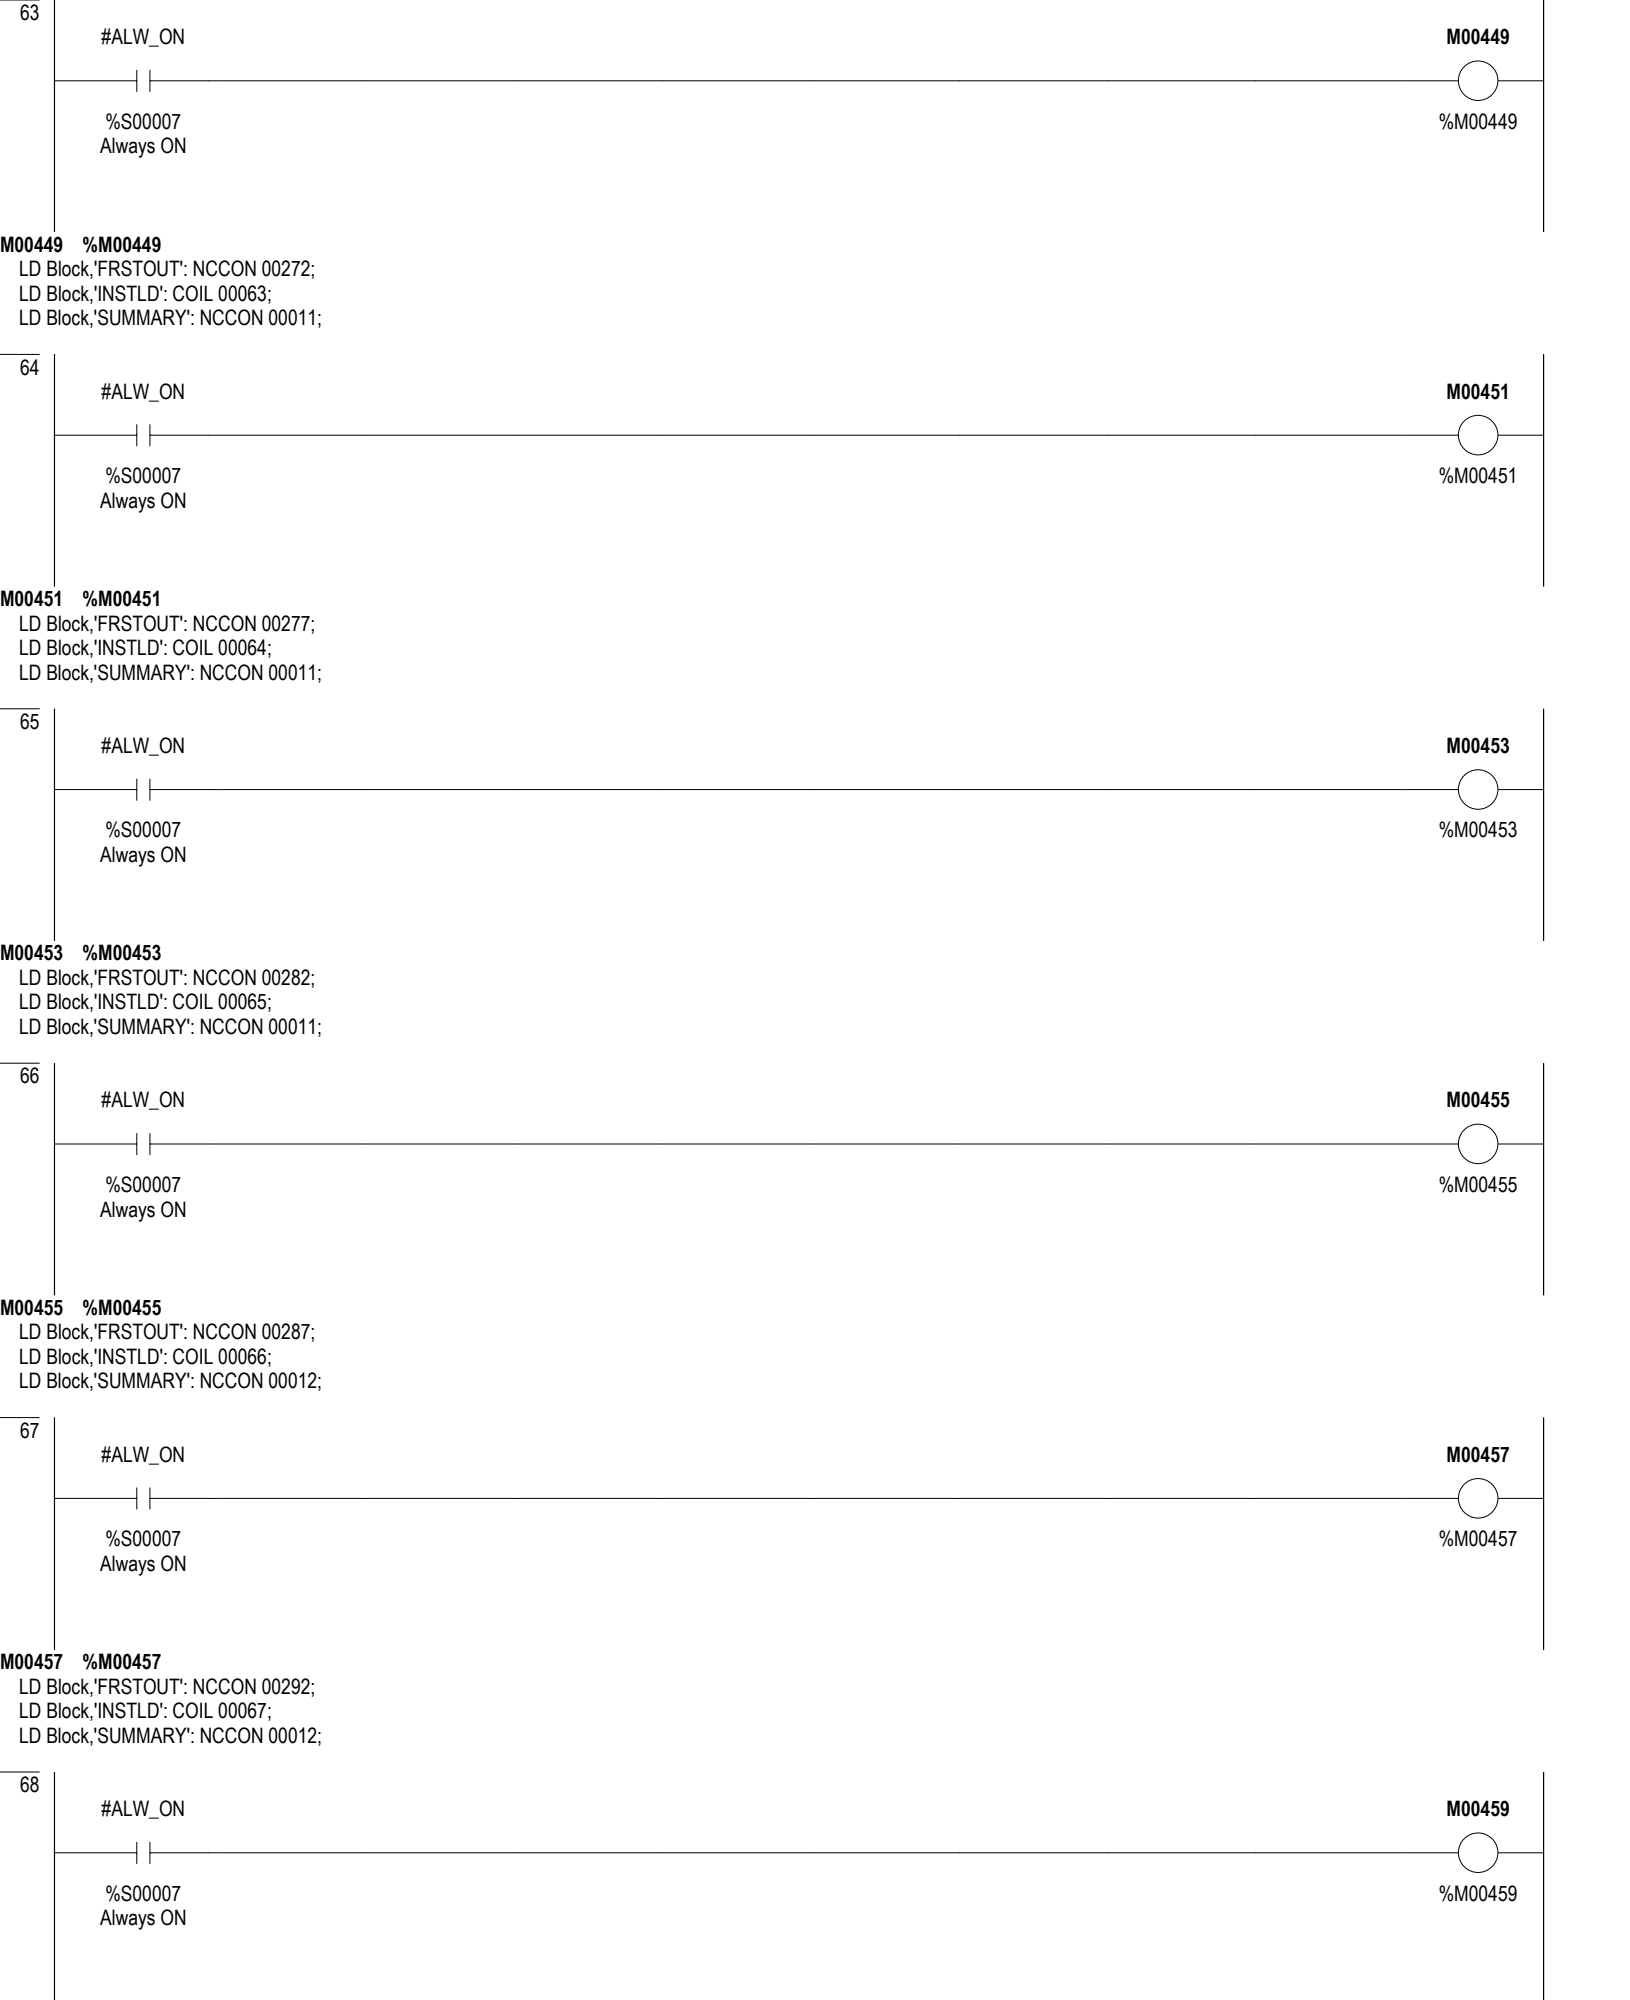 63
#ALW_ON M00449
%S00007 %M00449
Always ON
M00449 %M00449
LD Block,'FRSTOUT': NCCON 00272;
LD Block,'INSTLD': COIL 00063;
LD Block,'SUMMARY': NCCON 00011;
64
#ALW_ON M00451
%S00007 %M00451
Always ON
M00451 %M00451
LD Block,'FRSTOUT': NCCON 00277;
LD Block,'INSTLD': COIL 00064;
LD Block,'SUMMARY': NCCON 00011;
65
#ALW_ON M00453
%S00007 %M00453
Always ON
M00453 %M00453
LD Block,'FRSTOUT': NCCON 00282;
LD Block,'INSTLD': COIL 00065;
LD Block,'SUMMARY': NCCON 00011;
66
#ALW_ON M00455
%S00007 %M00455
Always ON
M00455 %M00455
LD Block,'FRSTOUT': NCCON 00287;
LD Block,'INSTLD': COIL 00066;
LD Block,'SUMMARY': NCCON 00012;
67
#ALW_ON M00457
%S00007 %M00457
Always ON
M00457 %M00457
LD Block,'FRSTOUT': NCCON 00292;
LD Block,'INSTLD': COIL 00067;
LD Block,'SUMMARY': NCCON 00012;
68
#ALW_ON M00459
%S00007 %M00459
Always ON